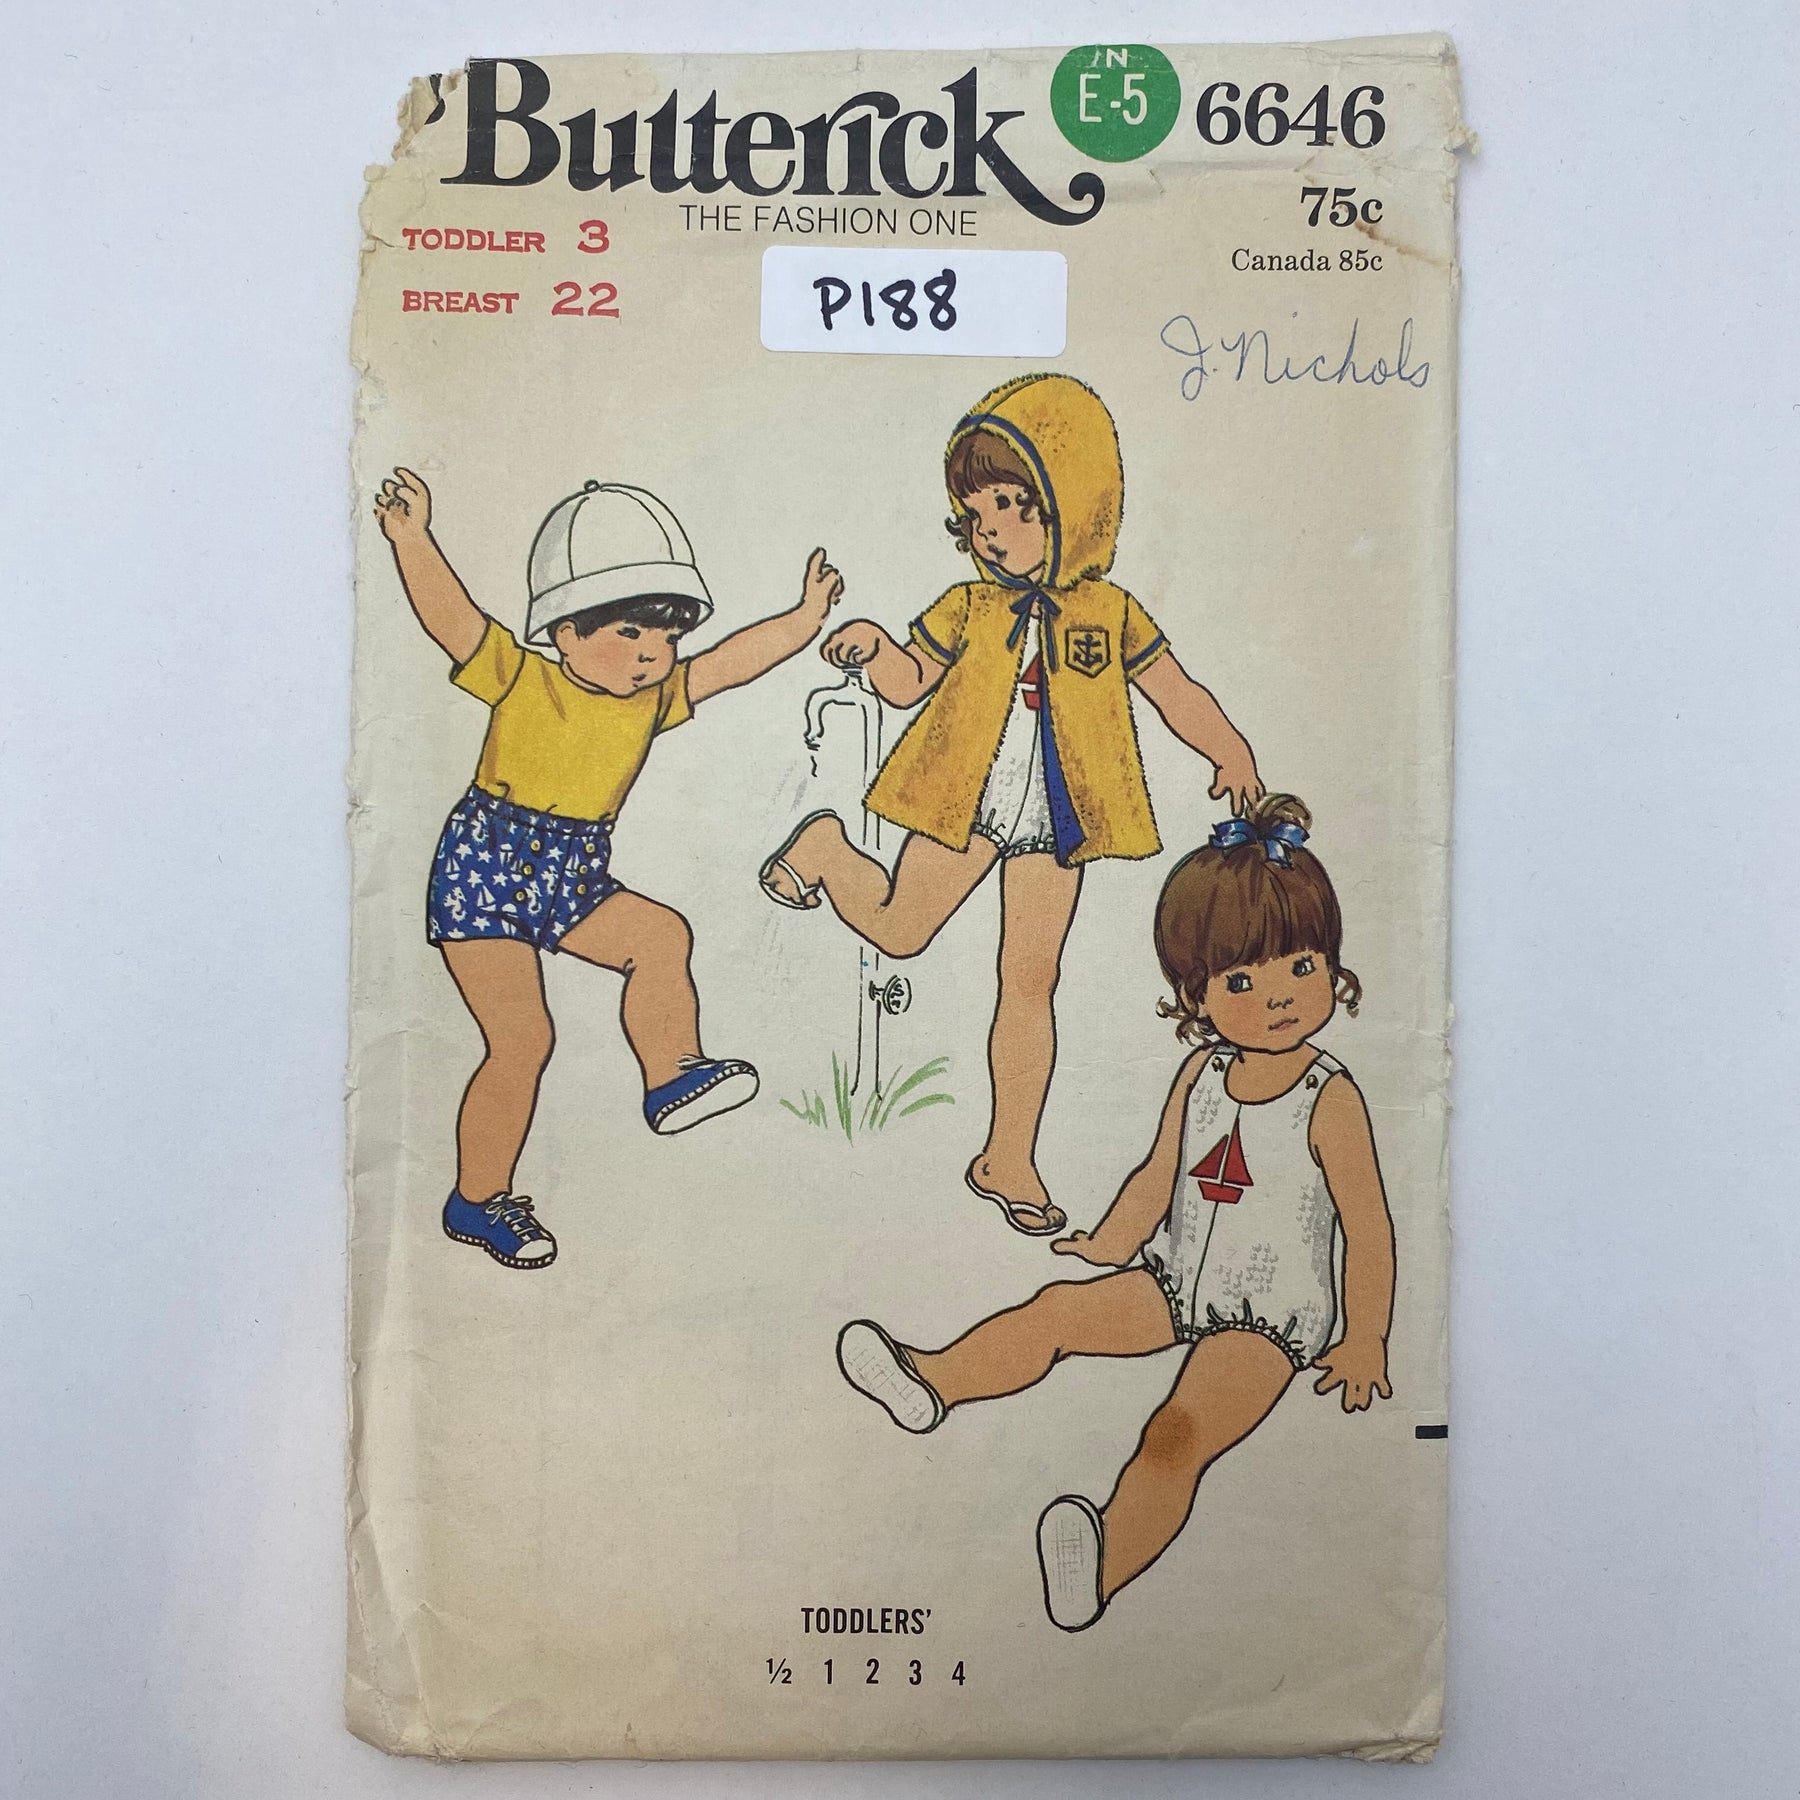 Butterick
IN
E-5
6646
THE FASHION ONE
75c
Canada 85c
TODDLER 3
BREAST 22
P188
J. Nichols
TODDLERS'
½ 1 2 3 4